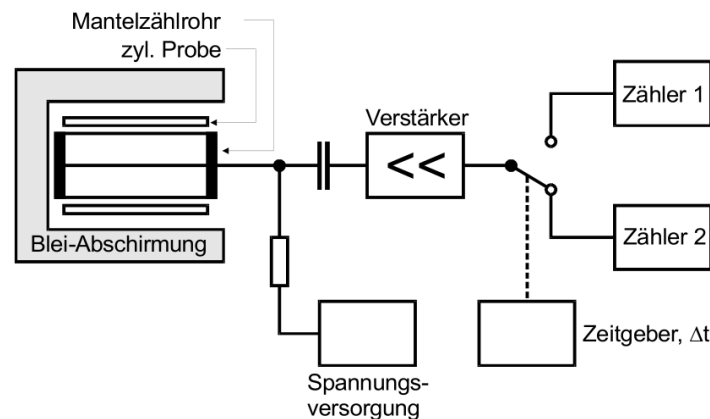 Mantelzählrohr
zyl. Probe
Verstärker
<<
Zähler 1
Zähler 2
Blei-Abschirmung
Zeitgeber, Δt
Spannungs-
versorgung